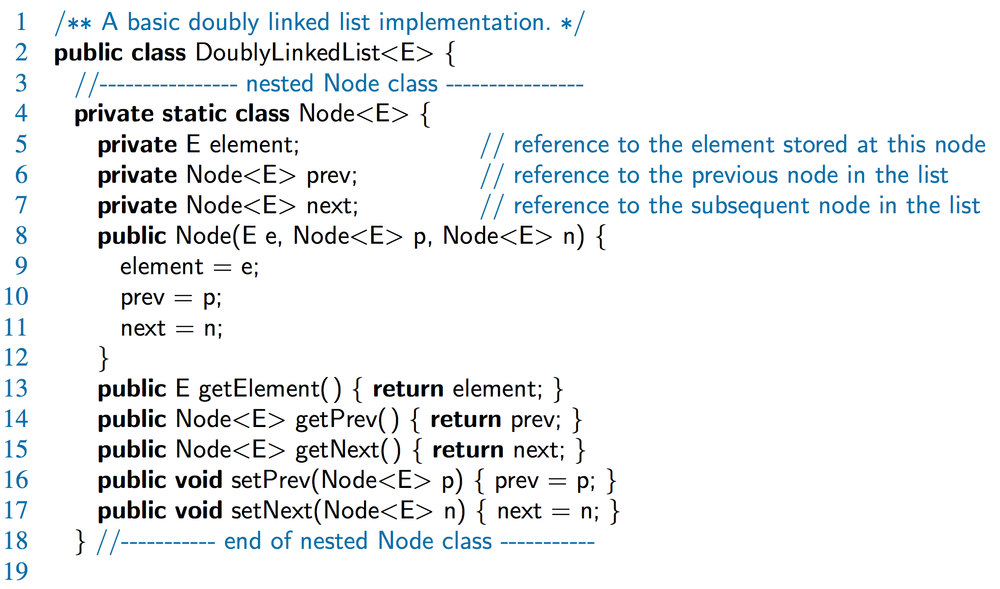 1 /** A basic doubly linked list implementation. */
2 public class DoublyLinkedList<E> {
3 //---------------- nested Node class ----------------
4 private static class Node<E> {
5 private E element; // reference to the element stored at this node
6 private Node<E> prev; // reference to the previous node in the list
7 private Node<E> next; // reference to the subsequent node in the list
8 public Node(E e, Node<E> p, Node<E> n) {
9 element = e;
10 prev = p;
11 next = n;
12 }
13 public E getElement( ) { return element; }
14 public Node<E> getPrev( ) { return prev; }
15 public Node<E> getNext( ) { return next; }
16 public void setPrev(Node<E> p) { prev = p; }
17 public void setNext(Node<E> n) { next = n; }
18 } //----------- end of nested Node class -----------
19